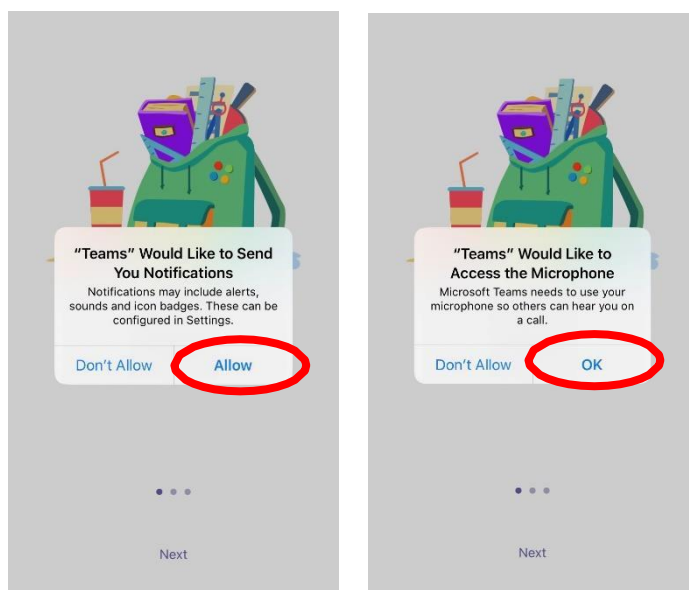 “Teams” Would Like to Send
You Notifications
Notifications may include alerts,
sounds and icon badges. These can be
configured in Settings.
Don’t Allow
Allow
Next
“Teams” Would Like to
Access the Microphone
Microsoft Teams needs to use your
microphone so others can hear you on
a call.
Don’t Allow
OK
Next